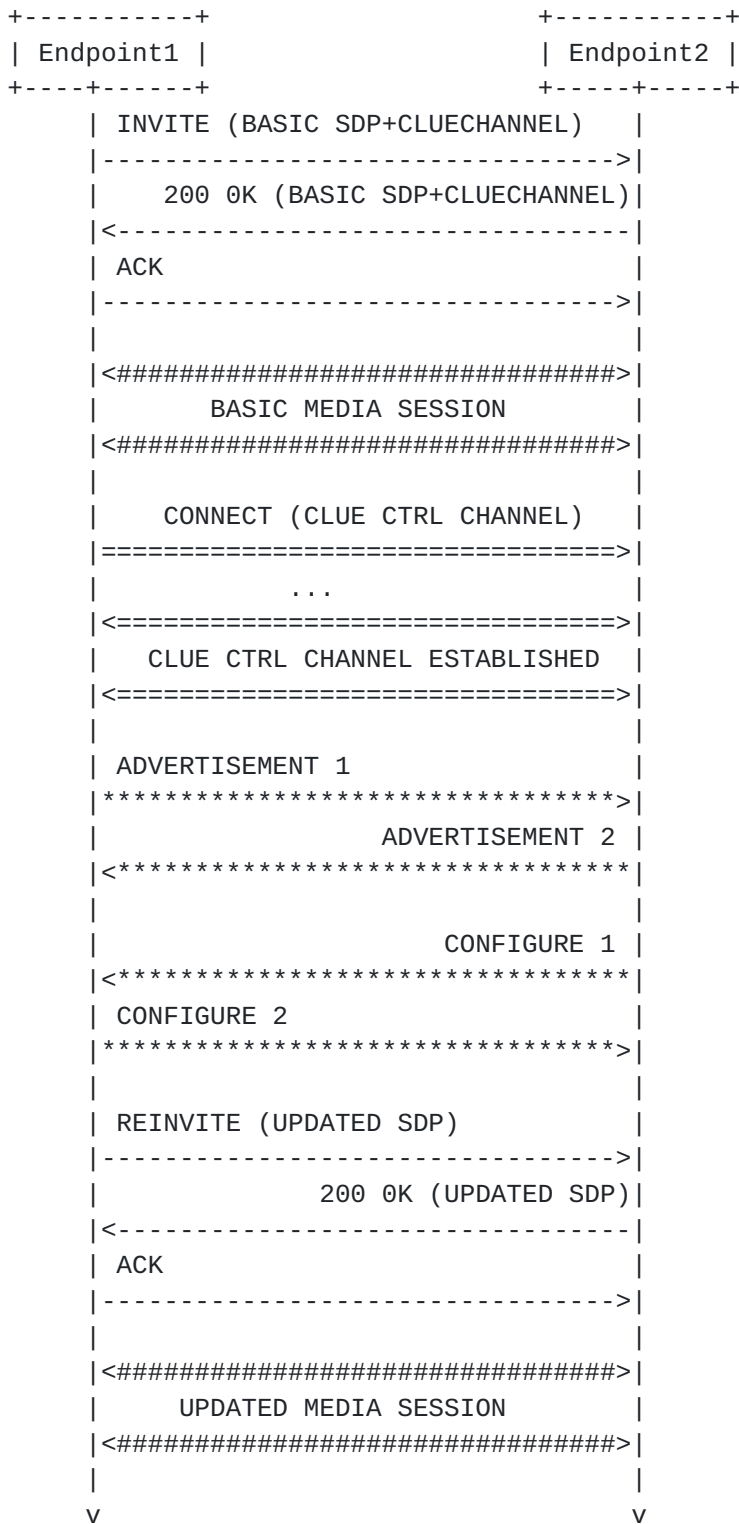 Endpoint1 Endpoint2
INVITE (BASIC SDP+CLUECHANNEL)
200 0K (BASIC SDP+CLUECHANNEL)
ACK
BASIC MEDIA SESSION
CONNECT (CLUE CTRL CHANNEL)
...
CLUE CTRL CHANNEL ESTABLISHED
ADVERTISEMENT 1
ADVERTISEMENT 2
CONFIGURE 1
CONFIGURE 2
REINVITE (UPDATED SDP)
200 0K (UPDATED SDP)
ACK
UPDATED MEDIA SESSION
V V